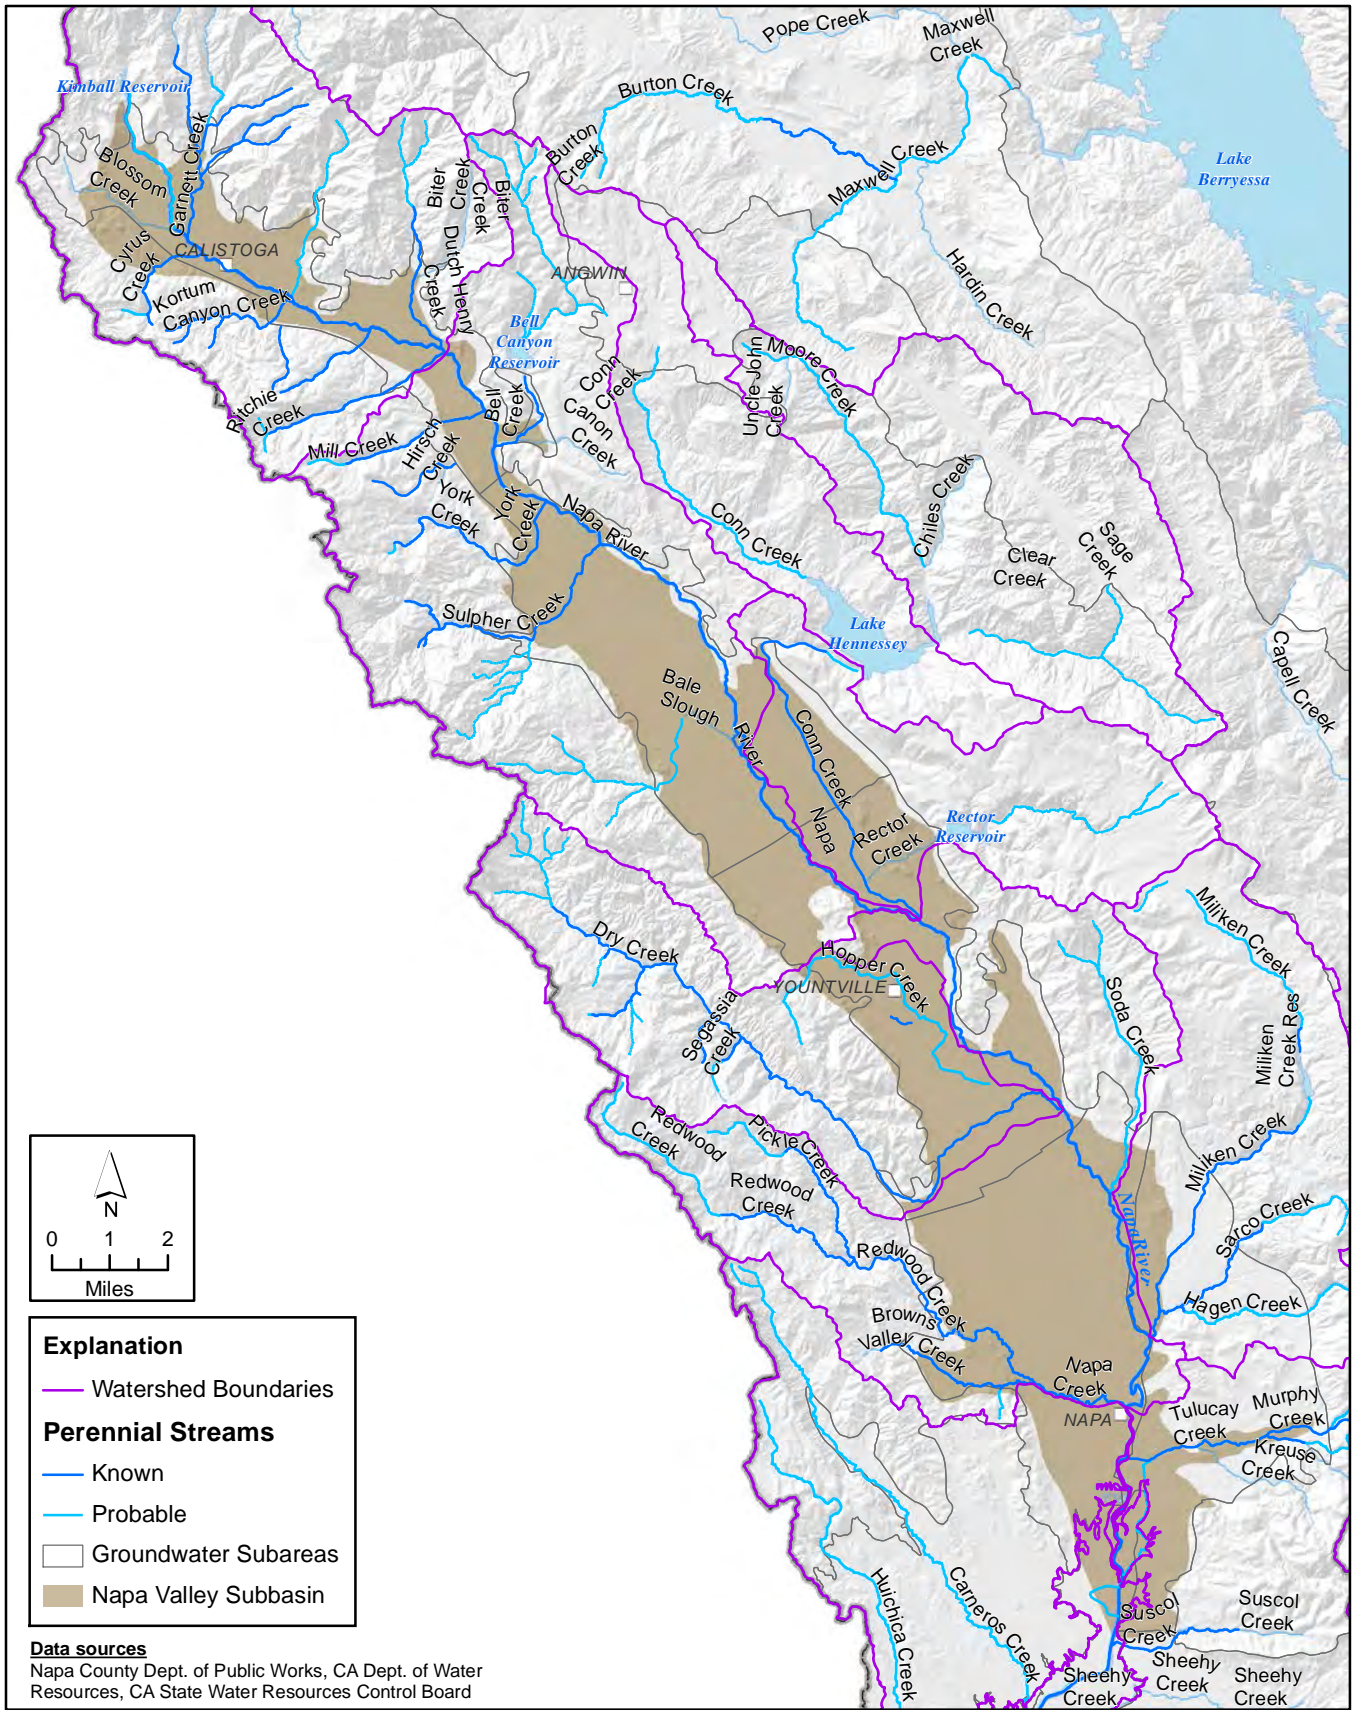 Pope Creek
Maxwell
Creek
Kimball Reservoir
Burton Creek
Garnett Creek
Burton
Creek
Blossom
Creek
Biter
Creek
Biter
Creek
Maxwell Creek
Lake
Berryessa
Cyrus
Creek
CALISTOGA
Dutch Henry
Creek
ANGWIN
Hardin Creek
Kortum
Canyon Creek
Bell
Canyon
Reservoir
Uncle John
Creek
Moore Creek
Conn
Creek
Ritchie
Creek
Bell
Creek
Canon
Creek
Mill Creek
Hirsch
Creek
York
Creek
York
Creek
Napa River
Conn Creek
Chiles Creek
Clear
Creek
Sage
Creek
Sulpher Creek
Lake
Hennessey
Capell Creek
Bale
Slough
River
Conn Creek
Napa
Rector
Creek
Rector
Reservoir
Dry Creek
Hopper Creek
YOUNTVILLE
Segassia
Creek
Soda Creek
Miliken Creek
Miliken
Creek Res
Redwood
Creek
Pickle Creek
Miliken Creek
Redwood
Creek
Napa River
Sarco Creek
Redwood Creek
Hagen Creek
Browns
Valley Creek
Napa
Creek
NAPA
Tulucay
Creek
Murphy
Creek
Kreuse
Creek
Huichica Creek
Carneros Creek
Suscol
Creek
Suscol
Creek
Sheehy
Creek
Sheehy
Creek
Sheehy
Creek
N
0 1 2
Miles
Explanation
Watershed Boundaries
Perennial Streams
Known
Probable
Groundwater Subareas
Napa Valley Subbasin
Data sources
Napa County Dept. of Public Works, CA Dept. of Water
Resources, CA State Water Resources Control Board